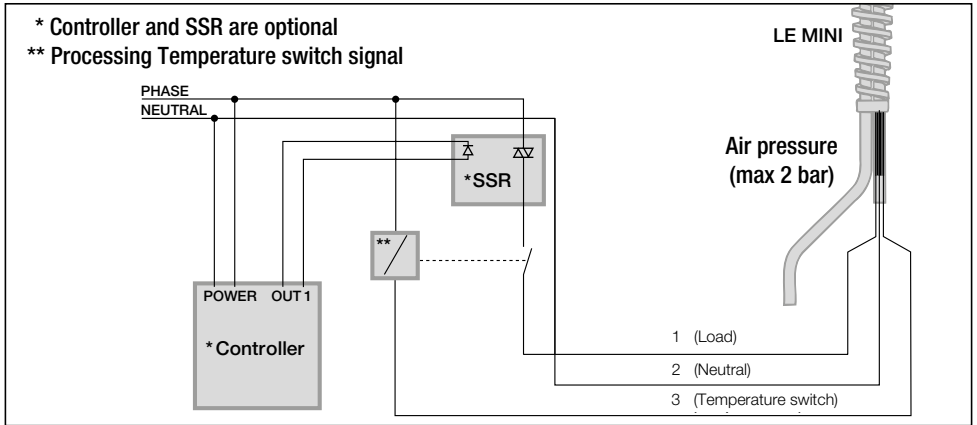 * Controller and SSR are optional
** Processing Temperature switch signal
LE MINI
PHASE
NEUTRAL
Air pressure
(max 2 bar)
*SSR
**
POWER OUT 1
*Controller
1 (Load)
2 (Neutral)
3 (Temperature switch)